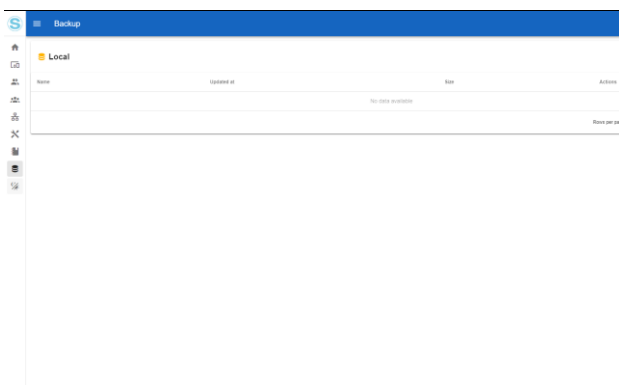 S
Backup
Local
Name Updated at Size Actions
No data available
Rows per pa